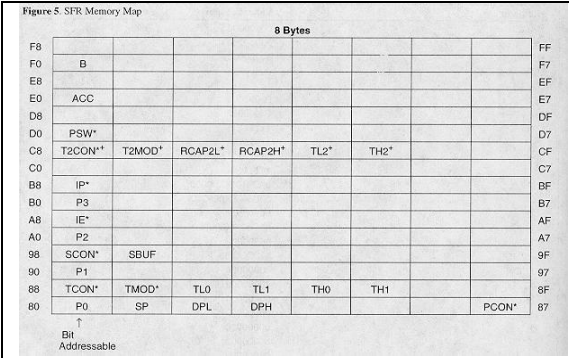 Figure 5. SFR Memory Map
8 Bytes
F8 FF
F0 B F7
E8 EF
E0 ACC E7
D8 DF
D0 PSW* D7
C8 T2CON*+ T2MOD+ RCAP2L+ RCAP2H+ TL2+ TH2+ CF
C0 C7
B8 IP* BF
B0 P3 B7
A8 IE* AF
A0 P2 A7
98 SCON* SBUF 9F
90 P1 97
88 TCON* TMOD* TL0 TL1 TH0 TH1 8F
80 P0 SP DPL DPH PCON* 87
↑
Bit
Addressable